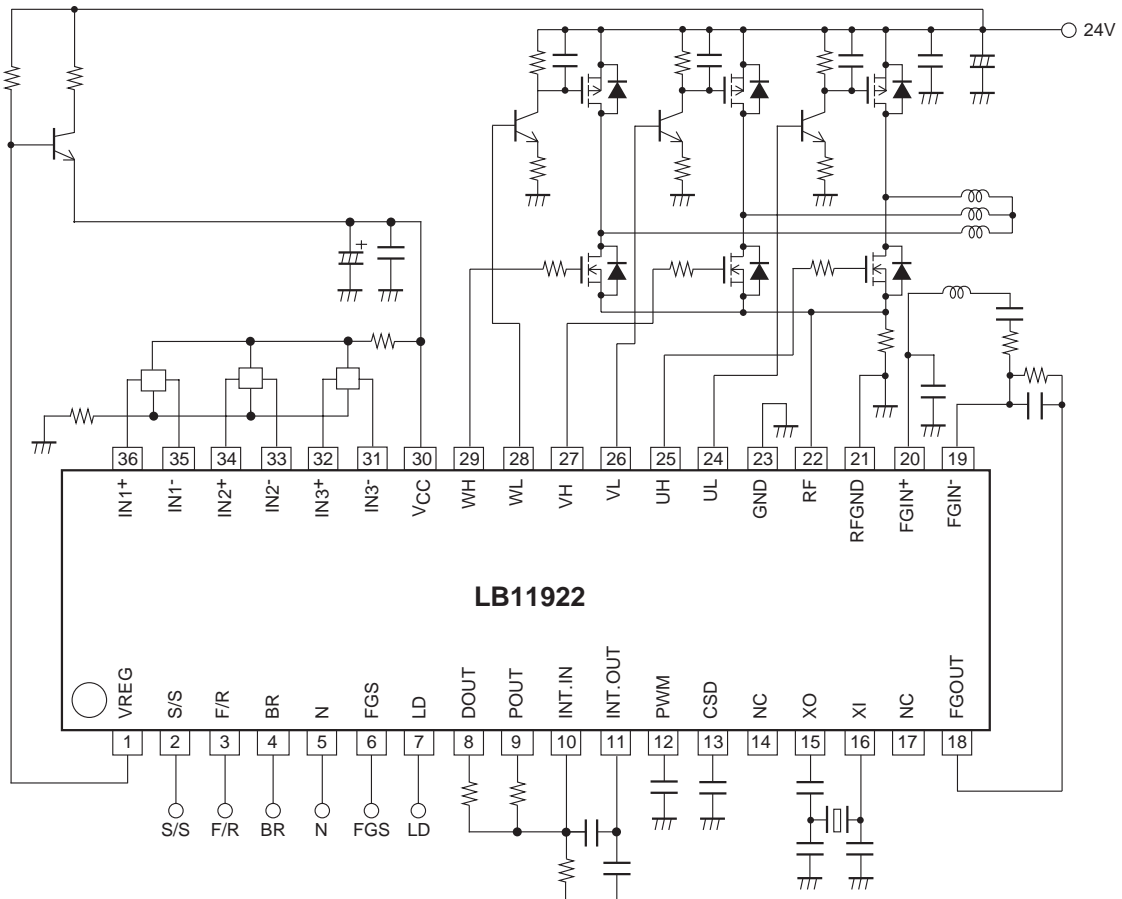 24V
+
36 35 34 33 32 31 30 29 28 27 26 25 24 23 22 21 20 19
IN1+ IN1- IN2+ IN2- IN3+ IN3- VCC WH WL VH VL UH UL GND RF RFGND FGIN+ FGIN-
LB11922
VREG S/S F/R BR N FGS LD DOUT POUT INT.IN INT.OUT PWM CSD NC XO XI NC FGOUT
1 2 3 4 5 6 7 8 9 10 11 12 13 14 15 16 17 18
S/S F/R BR N FGS LD